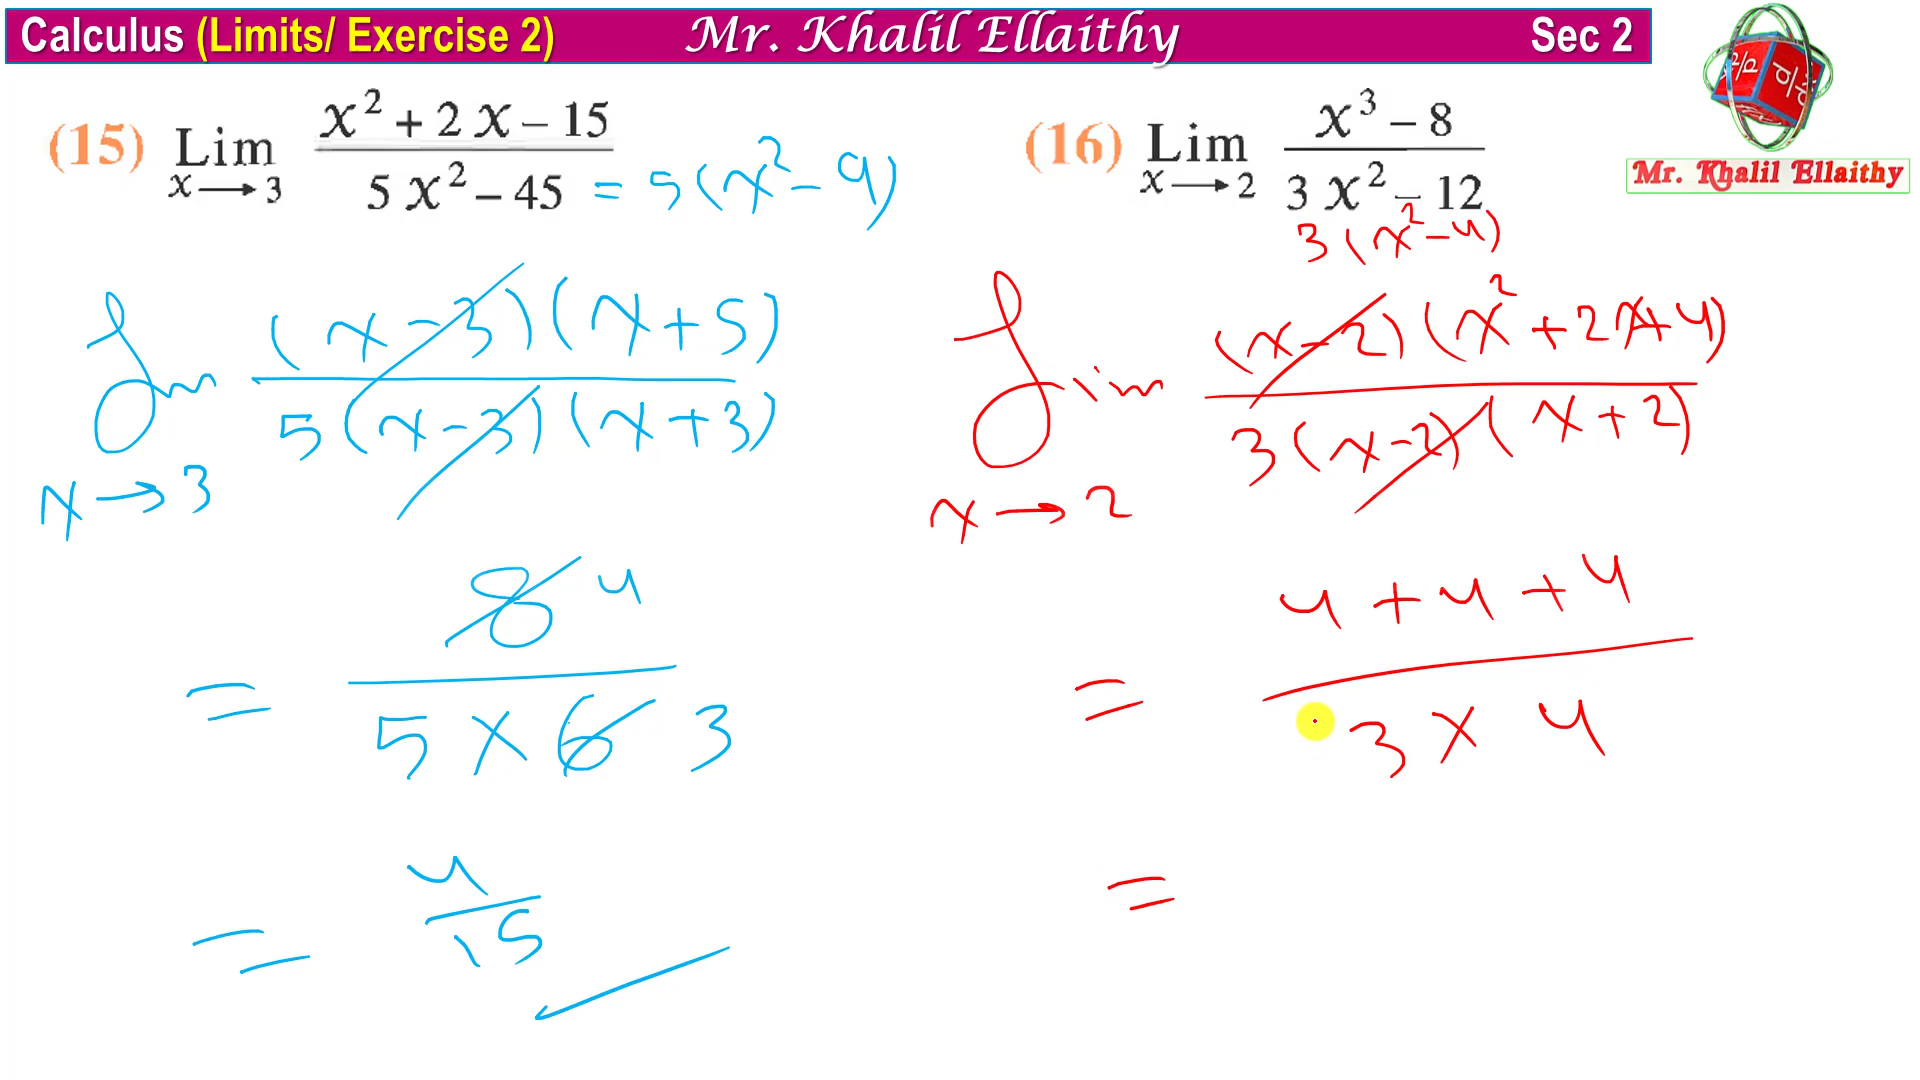 Calculus (Limits/ Exercise 2) Mr. Khalil Ellaithy Sec 2
Mr. Khalil Ellaithy
(15) Lim x→3 (x² + 2x – 15) / (5x² – 45) = 5(x² – 9)
lim x→3 (x-3)(x+5) / 5(x-3)(x+3)
= 8 4 / 5 × 6 3
= 4/15
(16) Lim x→2 (x³ – 8) / (3x² – 12)
3(x²-4)
lim x→2 (x-2)(x²+2x+4) / 3(x-2)(x+2)
= 4+4+4 / 3 × 4
=